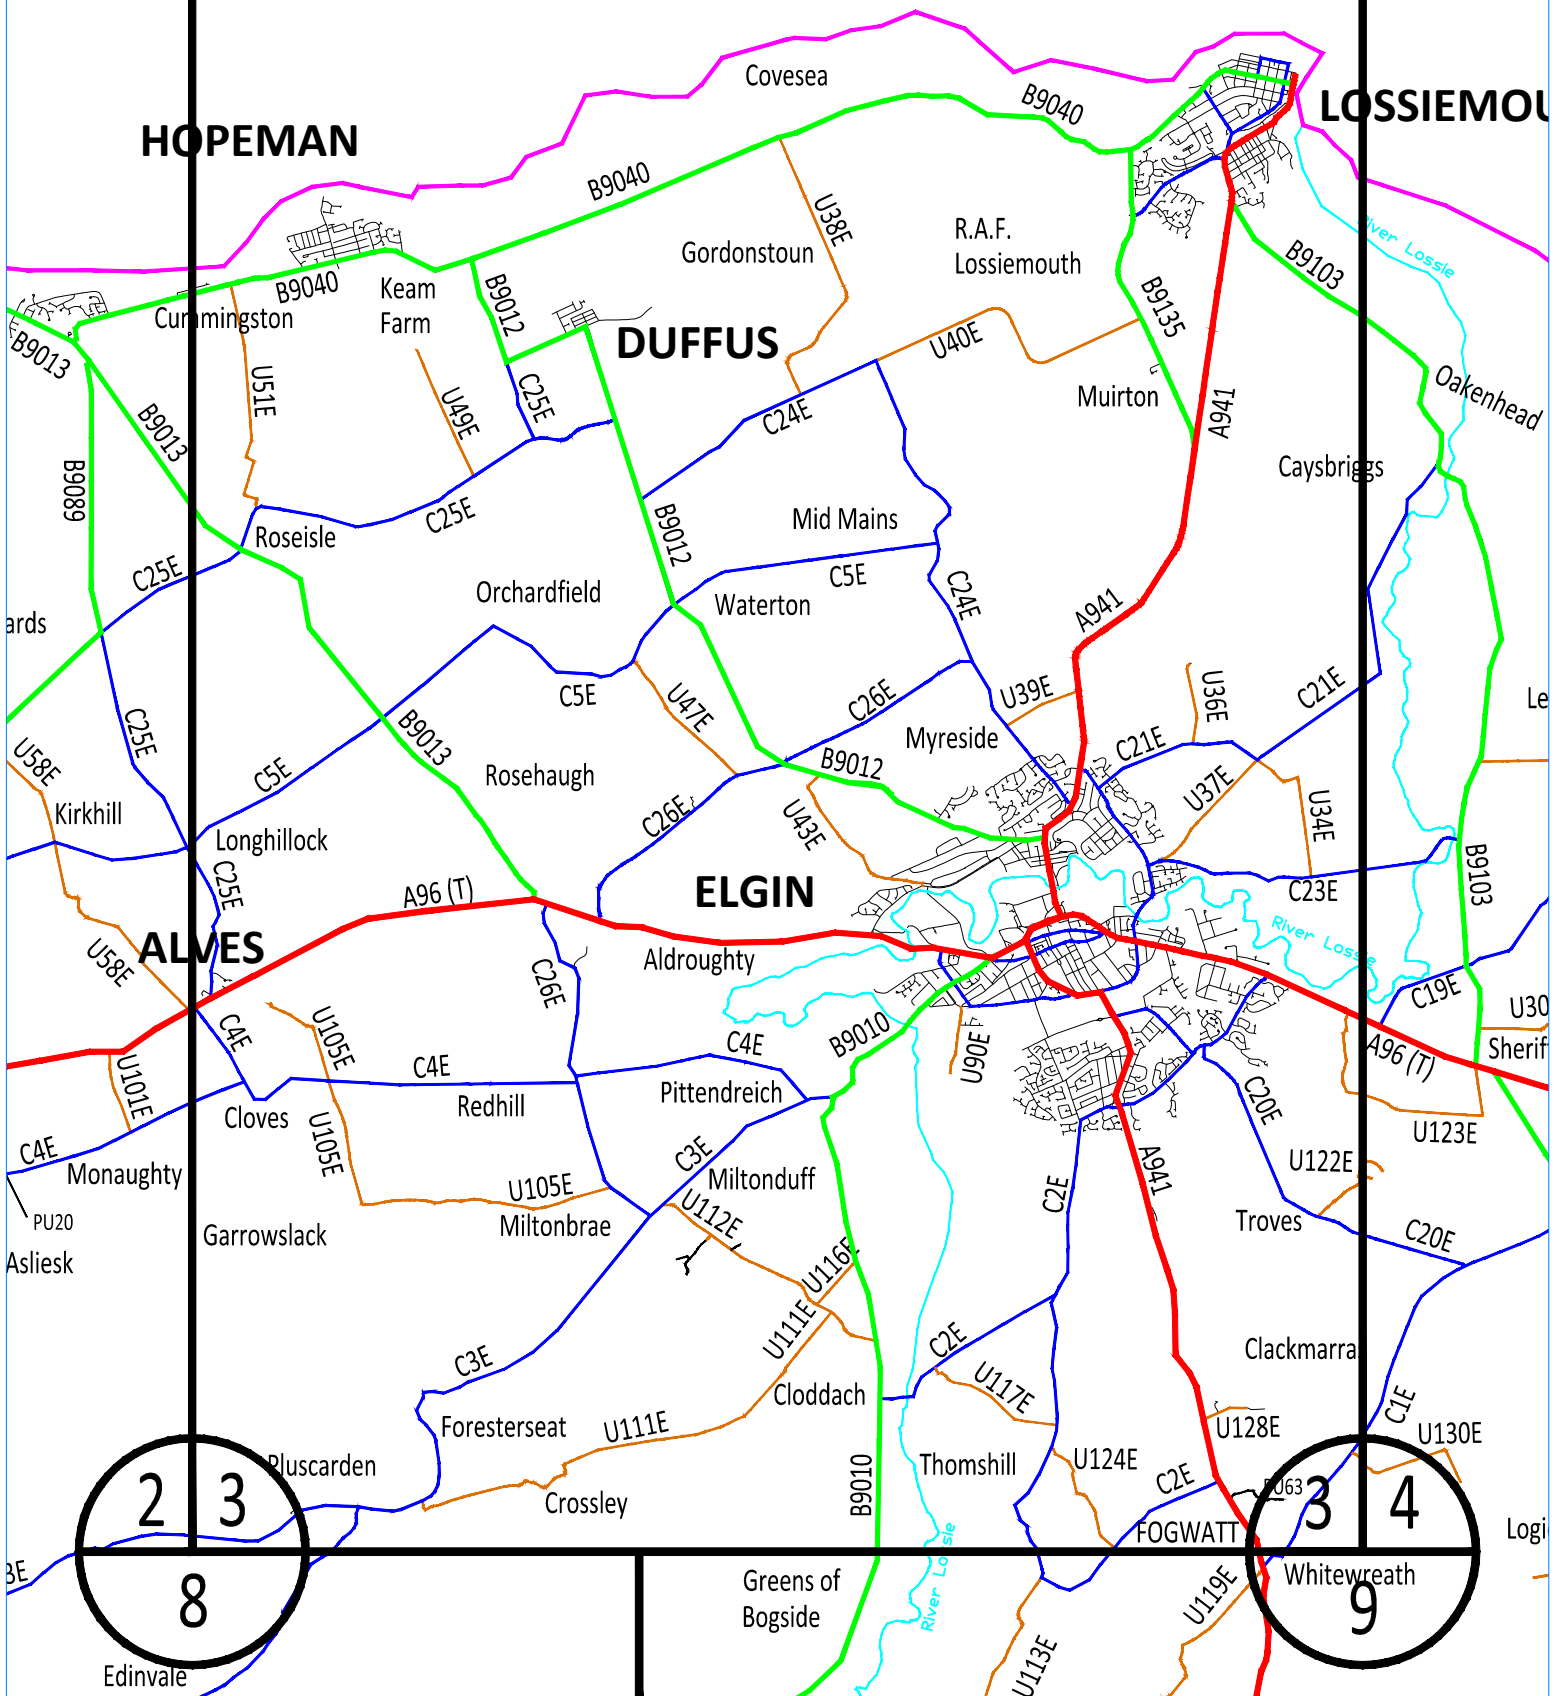 Covesea
B9040
LOSSIEMOU
HOPEMAN
B9040
U38E
R.A.F.
Lossiemouth
Gordonstoun
River Lossie
B9103
B9040
Keam
Farm
B9012
B9135
Cummingston
B9013
DUFFUS
U40E
U51E
C25E
U49E
Muirton
A941
Oakenhead
B9013
C24E
B9089
Caysbriggs
C25E
Roseisle
B9012
Mid Mains
C25E
C5E
Orchardfield
Waterton
C24E
A941
ards
C5E
U47E
C26E
U39E
U36E
C21E
Le
C25E
B9013
Myreside
C21E
U58E
C5E
Rosehaugh
B9012
U37E
Kirkhill
C26E
U43E
U34E
Longhillock
C25E
A96 (T)
ELGIN
C23E
B9103
ALVES
U58E
Aldroughty
River Lossie
C26E
C19E
U30
C4E
U105E
B9010
U90E
A96 (T)
Sherif
C4E
C4E
U101E
Pittendreich
C20E
Cloves
Redhill
U105E
U123E
C4E
Monaughty
C3E
Miltonduff
A941
U122E
C2E
U105E
PU20
Miltonbrae
U112E
Troves
Garrowslack
C20E
Asliesk
U116E
U111E
C2E
Clackmarra
C3E
U117E
Cloddach
C1E
Foresterseat
U111E
U128E
U130E
Pluscarden
Thomshill
U124E
C2E
B9010
PU63
2
3
3
4
Crossley
FOGWATT
Logi
3E
River Lossie
Greens of
Bogside
Whitewreath
8
U119E
9
Edinvale
U113E